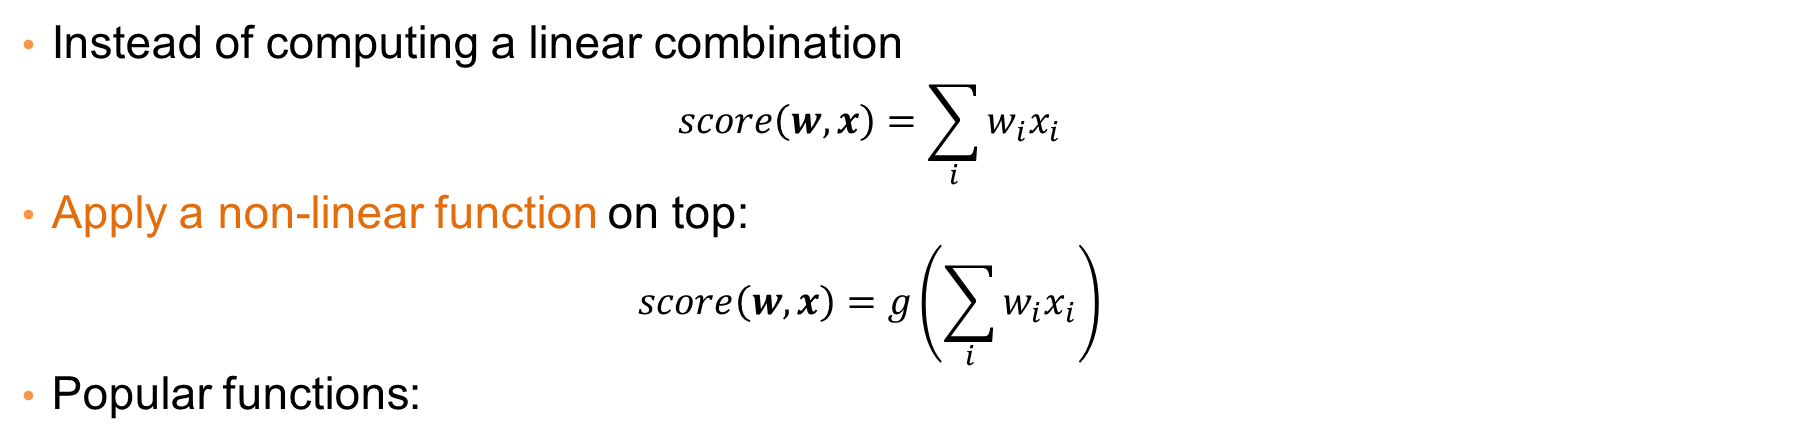 • Instead of computing a linear combination
score(w, x) = ∑_i w_i x_i
• Apply a non-linear function on top:
score(w, x) = g(∑_i w_i x_i)
• Popular functions: